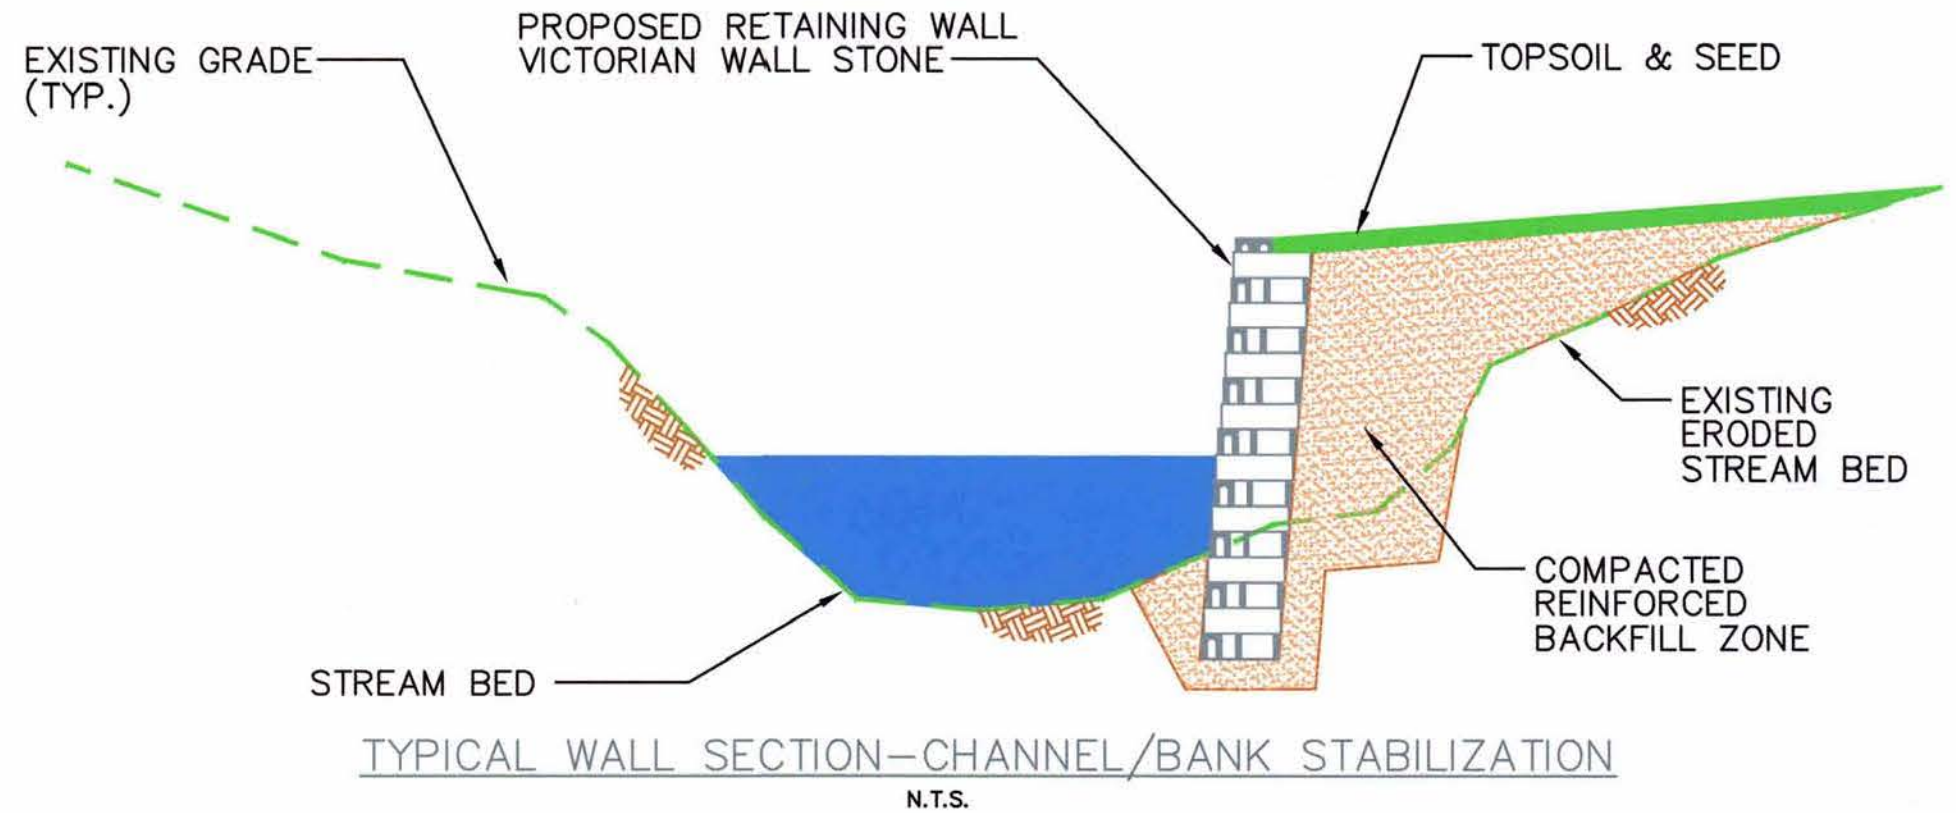 PROPOSED RETAINING WALL
VICTORIAN WALL STONE
EXISTING GRADE
(TYP.)
TOPSOIL & SEED
EXISTING
ERODED
STREAM BED
COMPACTED
REINFORCED
BACKFILL ZONE
STREAM BED
TYPICAL WALL SECTION-CHANNEL/BANK STABILIZATION
N.T.S.